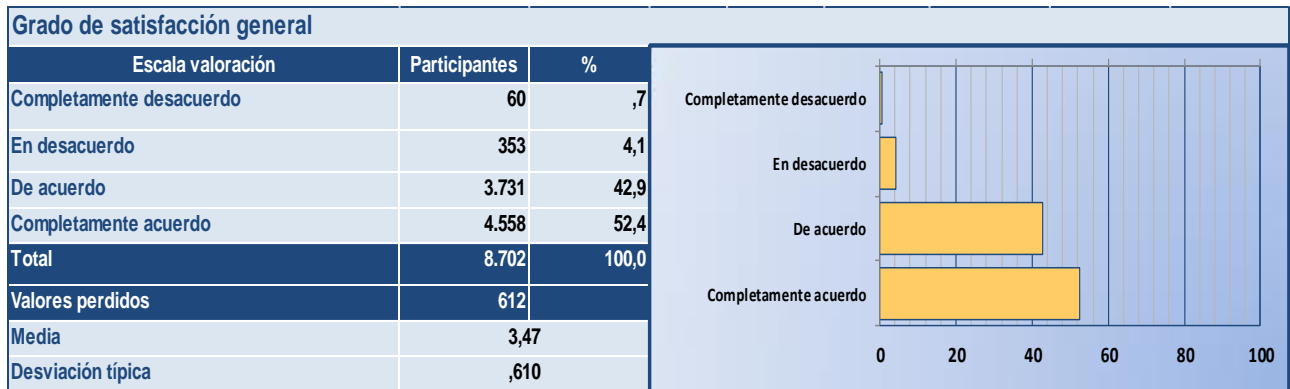 Grado de satisfacción general
Escala valoración Participantes %
Completamente desacuerdo 60 ,7
En desacuerdo 353 4,1
De acuerdo 3.731 42,9
Completamente acuerdo 4.558 52,4
Total 8.702 100,0
Valores perdidos 612
Media 3,47
Desviación típica ,610
Completamente desacuerdo
En desacuerdo
De acuerdo
Completamente acuerdo
0 20 40 60 80 100